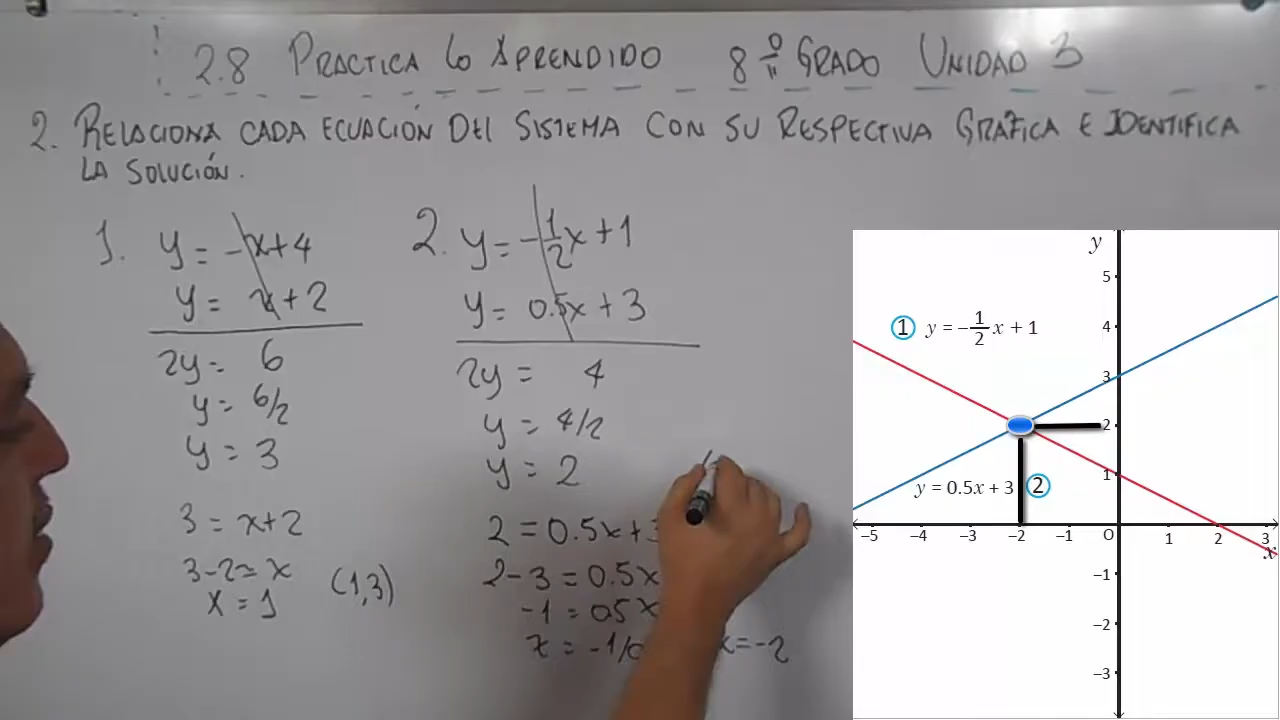 2.8 PRACTICA lo APRENDIDO 8º GRADO UNIDAD 3
2. RELACIONA CADA ECUACIÓN DEL SISTEMA CON SU RESPECTIVA GRÁFICA E IDENTIFICA
LA SOLUCIÓN.
1. y = -x+4
y = x+2
2y = 6
y = 6/2
y = 3
3 = x+2
3-2 = x
x = 1
(1,3)
2. y = -1/2x+1
y = 0.5x+3
2y = 4
y = 4/2
y = 2
2 = 0.5x+3
2-3 = 0.5x
-1 = 0.5x
x = -1/0
x = -2
y
5
4
3
2
1
① y = -1/2 x + 1
y = 0.5x + 3 ②
-5 -4 -3 -2 -1 O 1 2 3
x
-1
-2
-3